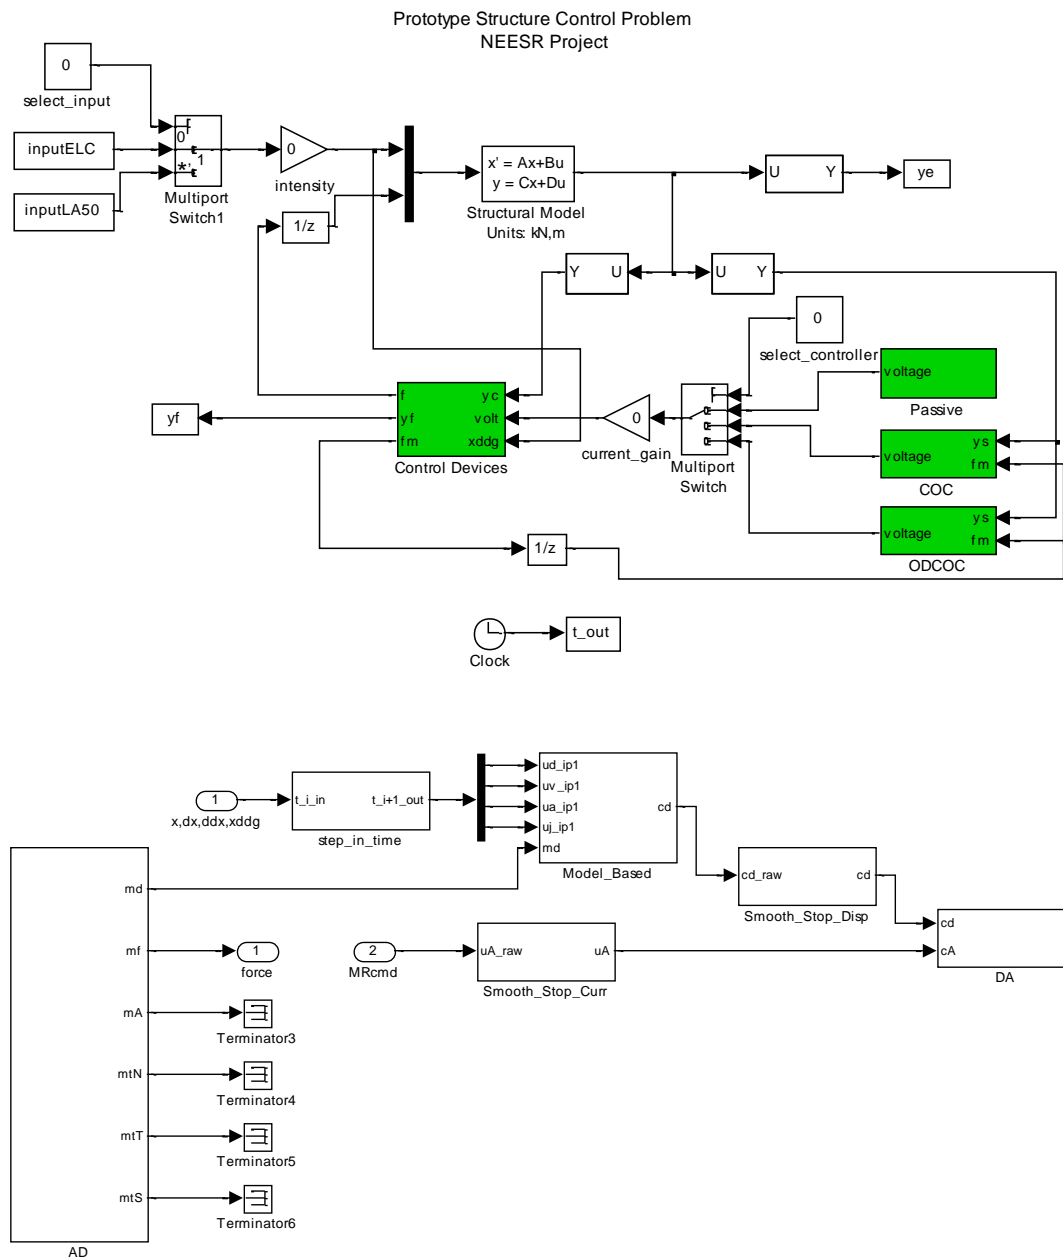 Prototype Structure Control Problem
NEESR Project
0
select_input
inputELC
inputLA50
0
*, 1
Multiport
Switch1
0
intensity
1/z
x' = Ax+Bu
y = Cx+Du
Structural Model
Units: kN,m
U Y
ye
Y U
U Y
0
select_controller
voltage
Passive
f yc
yf volt
fm xddg
Control Devices
yf
0
current_gain
Multiport
Switch
ys
voltage
fm
COC
ys
voltage
fm
ODCOC
1/z
Clock
t_out
1
x,dx,ddx,xddg
t_i_in t_i+1_out
step_in_time
ud_ip1
uv_ip1
ua_ip1
uj_ip1
md
cd
Model_Based
cd_raw cd
Smooth_Stop_Disp
cd
cA
DA
md
mf
mA
mtN
mtT
mtS
AD
1
force
2
MRcmd
uA_raw uA
Smooth_Stop_Curr
Terminator3
Terminator4
Terminator5
Terminator6